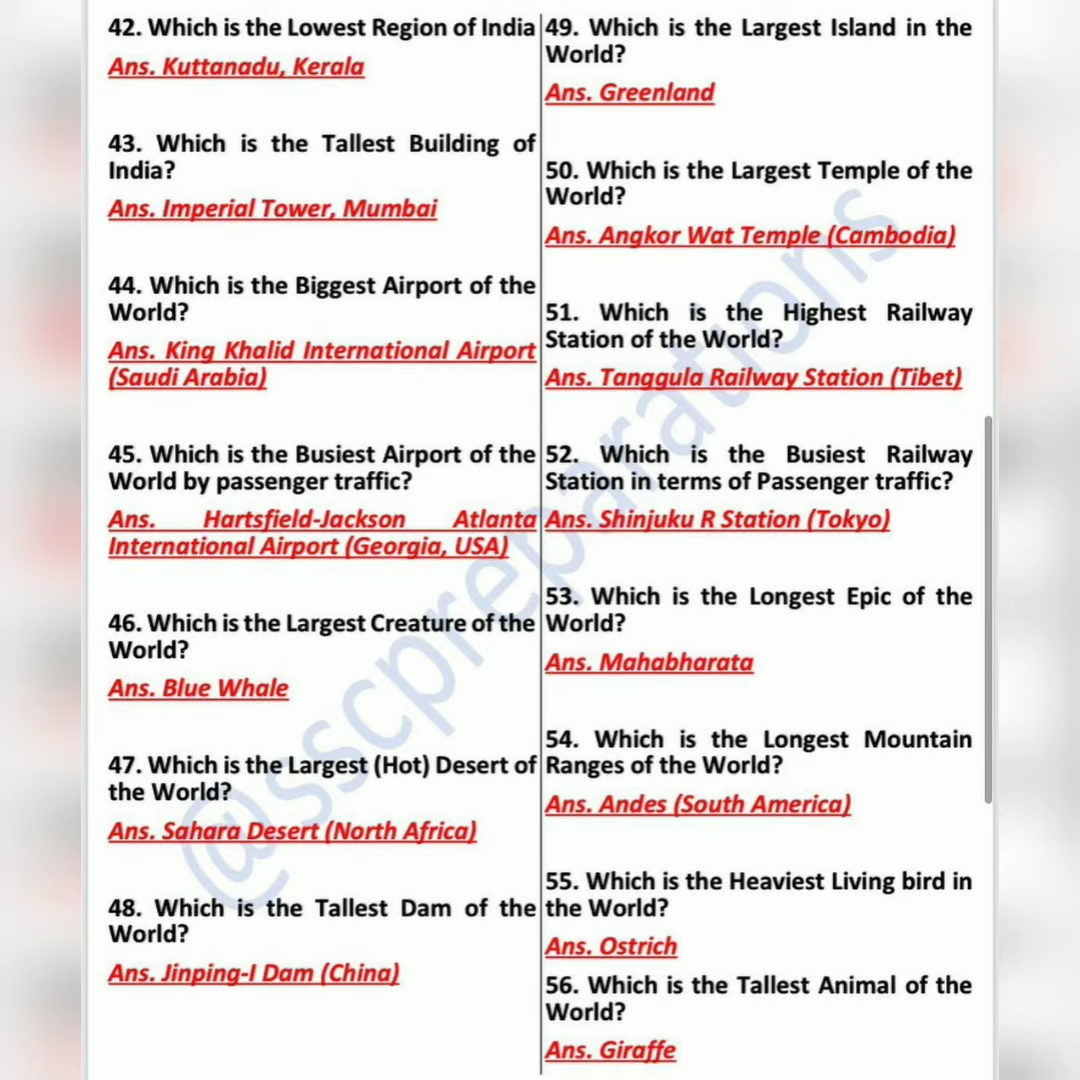 42. Which is the Lowest Region of India
Ans. Kuttanadu, Kerala
43. Which is the Tallest Building of
India?
Ans. Imperial Tower, Mumbai
44. Which is the Biggest Airport of the
World?
Ans. King Khalid International Airport
(Saudi Arabia)
45. Which is the Busiest Airport of the
World by passenger traffic?
Ans. Hartsfield-Jackson Atlanta
International Airport (Georgia, USA)
46. Which is the Largest Creature of the
World?
Ans. Blue Whale
47. Which is the Largest (Hot) Desert of
the World?
Ans. Sahara Desert (North Africa)
48. Which is the Tallest Dam of the
World?
Ans. Jinping-I Dam (China)
49. Which is the Largest Island in the
World?
Ans. Greenland
50. Which is the Largest Temple of the
World?
Ans. Angkor Wat Temple (Cambodia)
51. Which is the Highest Railway
Station of the World?
Ans. Tanggula Railway Station (Tibet)
52. Which is the Busiest Railway
Station in terms of Passenger traffic?
Ans. Shinjuku R Station (Tokyo)
53. Which is the Longest Epic of the
World?
Ans. Mahabharata
54. Which is the Longest Mountain
Ranges of the World?
Ans. Andes (South America)
55. Which is the Heaviest Living bird in
the World?
Ans. Ostrich
56. Which is the Tallest Animal of the
World?
Ans. Giraffe
@sscpreparations